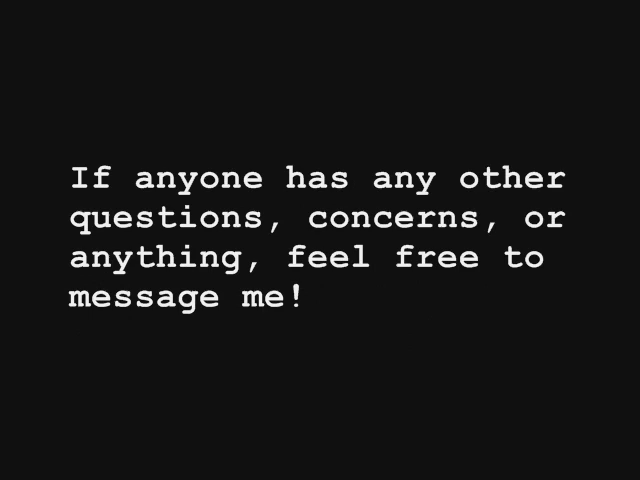 If anyone has any other
questions, concerns, or
anything, feel free to
message me!